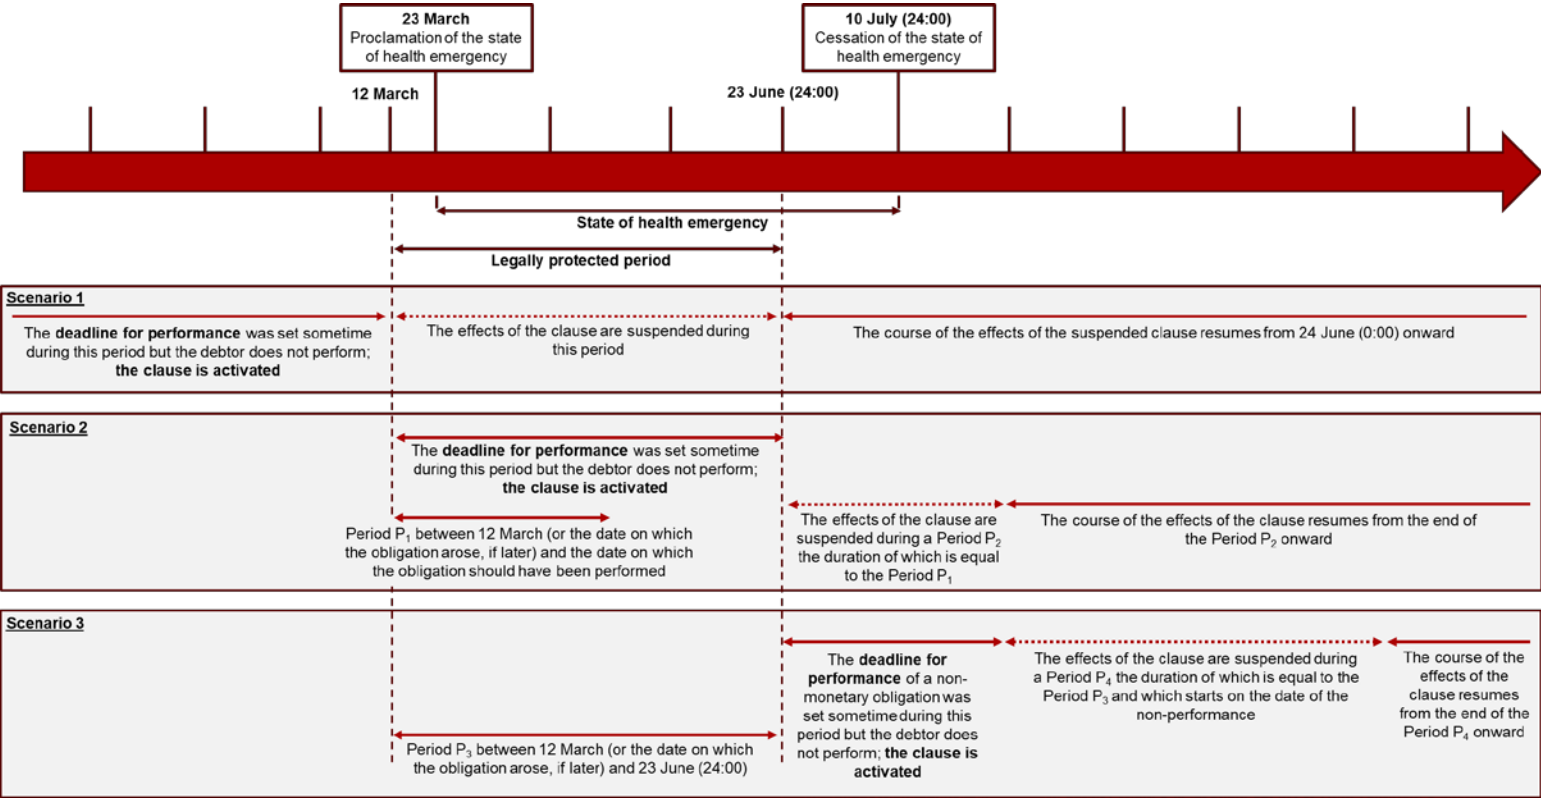 23 March
Proclamation of the state
of health emergency
10 July (24:00)
Cessation of the state of
health emergency
12 March
23 June (24:00)
State of health emergency
Legally protected period
Scenario 1
The deadline for performance was set sometime
during this period but the debtor does not perform;
the clause is activated
The effects of the clause are suspended during
this period
The course of the effects of the suspended clause resumes from 24 June (0:00) onward
Scenario 2
The deadline for performance was set sometime
during this period but the debtor does not perform;
the clause is activated
Period P1 between 12 March (or the date on which
the obligation arose, if later) and the date on which
the obligation should have been performed
The effects of the clause are
suspended during a Period P2
the duration of which is equal
to the Period P1
The course of the effects of the clause resumes from the end of
the Period P2 onward
Scenario 3
Period P3 between 12 March (or the date on which
the obligation arose, if later) and 23 June (24:00)
The deadline for
performance of a non-
monetary obligation was
set sometime during this
period but the debtor does
not perform; the clause is
activated
The effects of the clause are suspended during
a Period P4 the duration of which is equal to the
Period P3 and which starts on the date of the
non-performance
The course of the
effects of the
clause resumes
from the end of the
Period P4 onward